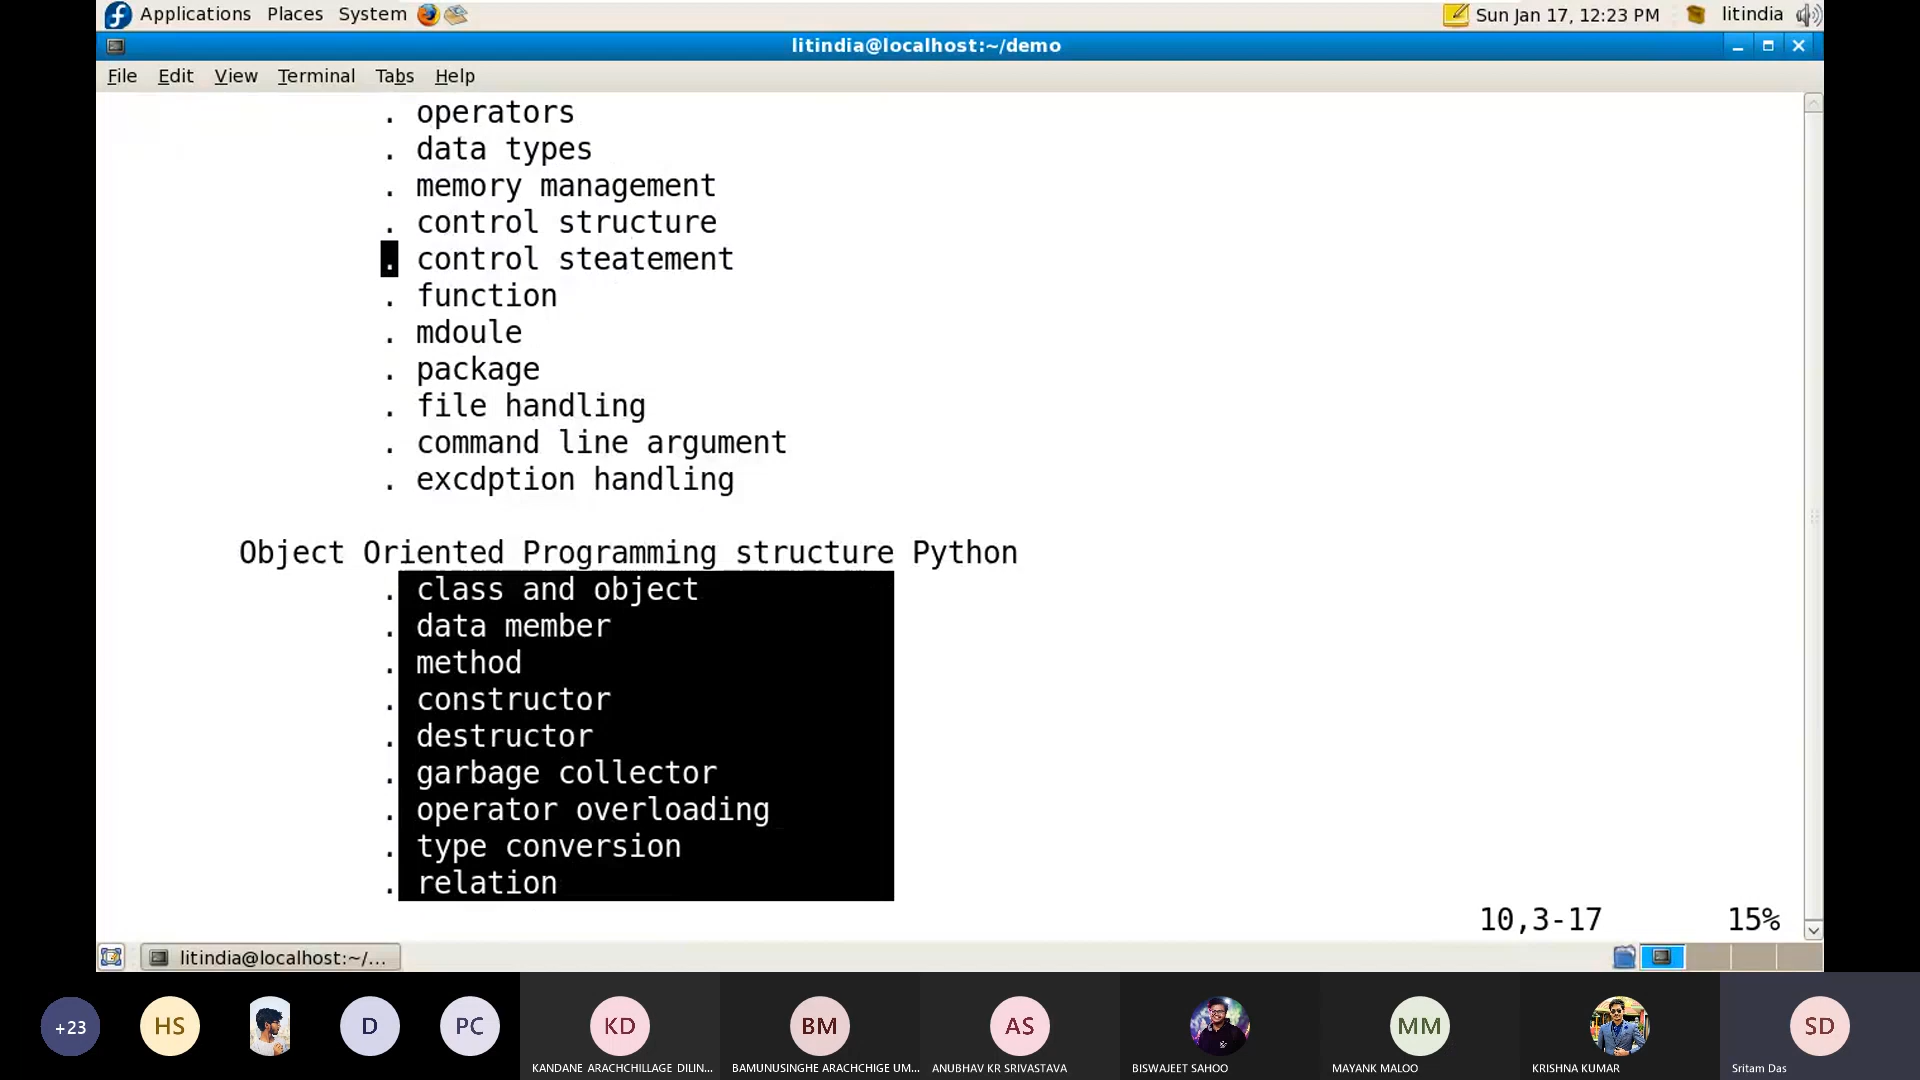 Applications Places System
Sun Jan 17, 12:23 PM litindia
litindia@localhost:~/demo
File Edit View Terminal Tabs Help
. operators
. data types
. memory management
. control structure
. control steatement
. function
. mdoule
. package
. file handling
. command line argument
. excdption handling
Object Oriented Programming structure Python
. class and object
. data member
. method
. constructor
. destructor
. garbage collector
. operator overloading
. type conversion
. relation
10,3-17 15%
litindia@localhost:~/...
+23 HS D PC KD BM AS MM SD
KANDANE ARACHCHILLAGE DILIN... BAMUNUSINGHE ARACHCHIGE UM... ANUBHAV KR SRIVASTAVA BISWAJEET SAHOO MAYANK MALOO KRISHNA KUMAR Sritam Das